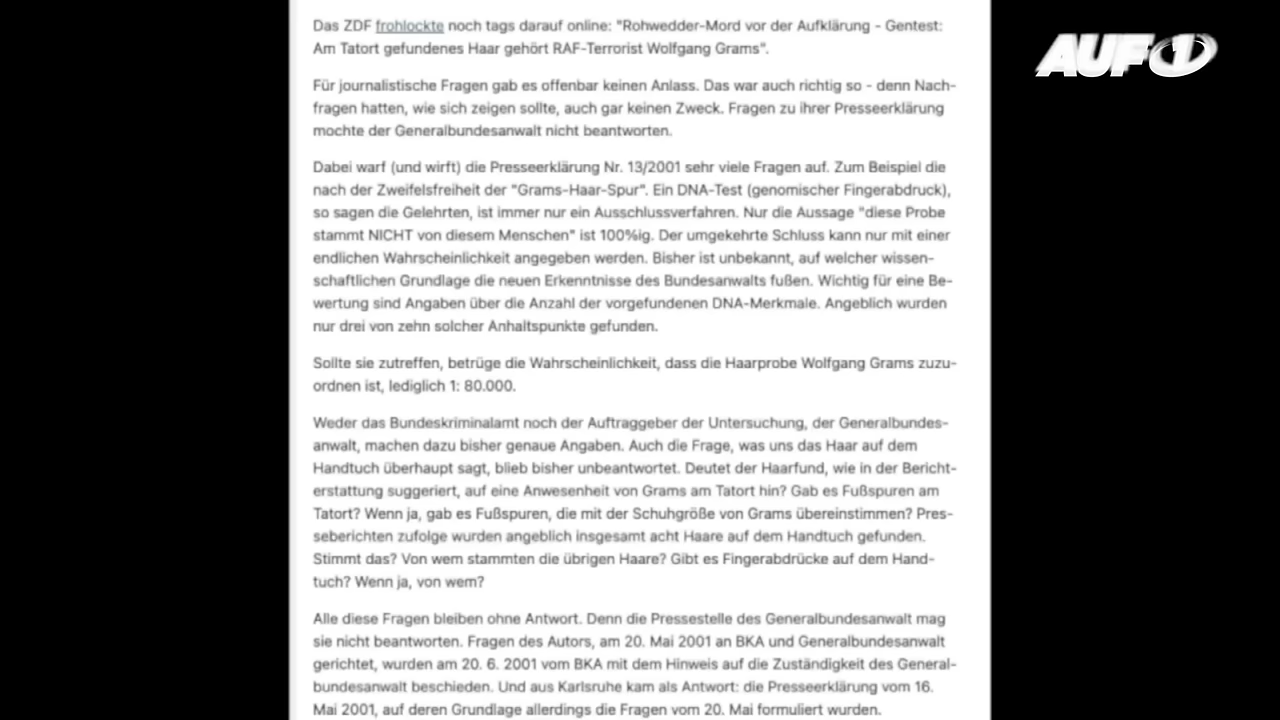 AUF1
Das ZDF frohlockte noch tags darauf online: "Rohwedder-Mord vor der Aufklärung - Gentest:
Am Tatort gefundenes Haar gehört RAF-Terrorist Wolfgang Grams".
Für journalistische Fragen gab es offenbar keinen Anlass. Das war auch richtig so - denn Nach-
fragen hatten, wie sich zeigen sollte, auch gar keinen Zweck. Fragen zu ihrer Presseerklärung
mochte der Generalbundesanwalt nicht beantworten.
Dabei warf (und wirft) die Presseerklärung Nr. 13/2001 sehr viele Fragen auf. Zum Beispiel die
nach der Zweifelsfreiheit der "Grams-Haar-Spur". Ein DNA-Test (genomischer Fingerabdruck),
so sagen die Gelehrten, ist immer nur ein Ausschlussverfahren. Nur die Aussage "diese Probe
stammt NICHT von diesem Menschen" ist 100%ig. Der umgekehrte Schluss kann nur mit einer
endlichen Wahrscheinlichkeit angegeben werden. Bisher ist unbekannt, auf welcher wissen-
schaftlichen Grundlage die neuen Erkenntnisse des Bundesanwalts fußen. Wichtig für eine Be-
wertung sind Angaben über die Anzahl der vorgefundenen DNA-Merkmale. Angeblich wurden
nur drei von zehn solcher Anhaltspunkte gefunden.
Sollte sie zutreffen, betrüge die Wahrscheinlichkeit, dass die Haarprobe Wolfgang Grams zuzu-
ordnen ist, lediglich 1: 80.000.
Weder das Bundeskriminalamt noch der Auftraggeber der Untersuchung, der Generalbundes-
anwalt, machen dazu bisher genaue Angaben. Auch die Frage, was uns das Haar auf dem
Handtuch überhaupt sagt, blieb bisher unbeantwortet. Deutet der Haarfund, wie in der Bericht-
erstattung suggeriert, auf eine Anwesenheit von Grams am Tatort hin? Gab es Fußspuren am
Tatort? Wenn ja, gab es Fußspuren, die mit der Schuhgröße von Grams übereinstimmen? Pres-
seberichten zufolge wurden angeblich insgesamt acht Haare auf dem Handtuch gefunden.
Stimmt das? Von wem stammten die übrigen Haare? Gibt es Fingerabdrücke auf dem Hand-
tuch? Wenn ja, von wem?
Alle diese Fragen bleiben ohne Antwort. Denn die Pressestelle des Generalbundesanwalt mag
sie nicht beantworten. Fragen des Autors, am 20. Mai 2001 an BKA und Generalbundesanwalt
gerichtet, wurden am 20. 6. 2001 vom BKA mit dem Hinweis auf die Zuständigkeit des General-
bundesanwalt beschieden. Und aus Karlsruhe kam als Antwort: die Presseerklärung vom 16.
Mai 2001, auf deren Grundlage allerdings die Fragen vom 20. Mai formuliert wurden.